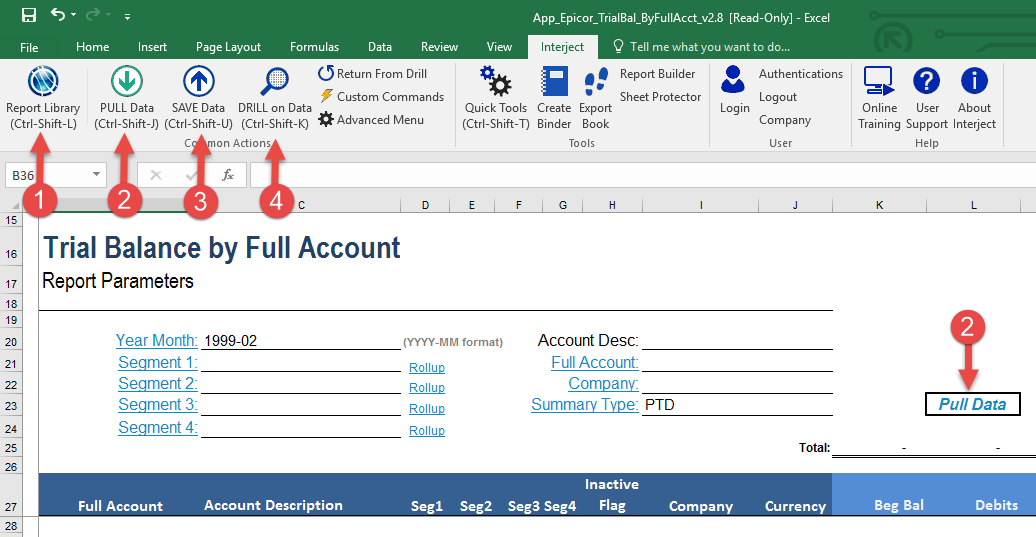 App_Epicor_TrialBal_ByFullAcct_v2.8 [Read-Only] - Excel
File Home Insert Page Layout Formulas Data Review View Interject Tell me what you want to do...
Report Library
(Ctrl-Shift-L)
PULL Data
(Ctrl-Shift-J)
SAVE Data
(Ctrl-Shift-U)
DRILL on Data
(Ctrl-Shift-K)
Return From Drill
Custom Commands
Advanced Menu
Common Actions
Quick Tools
(Ctrl-Shift-T)
Create
Binder
Export
Book
Report Builder
Sheet Protector
Tools
Login
Authentications
Logout
Company
User
Online
Training
User
Support
About
Interject
Help
B36 fx
1 2 3 4
C D E F G H I J K L
15
16 Trial Balance by Full Account
17 Report Parameters
18
19
2
20 Year Month: 1999-02 (YYYY-MM format) Account Desc:
21 Segment 1: Rollup Full Account:
22 Segment 2: Rollup Company:
23 Segment 3: Rollup Summary Type: PTD Pull Data
24 Segment 4: Rollup
25 Total: - -
26
Inactive
27 Full Account Account Description Seg1 Seg2 Seg3 Seg4 Flag Company Currency Beg Bal Debits
28